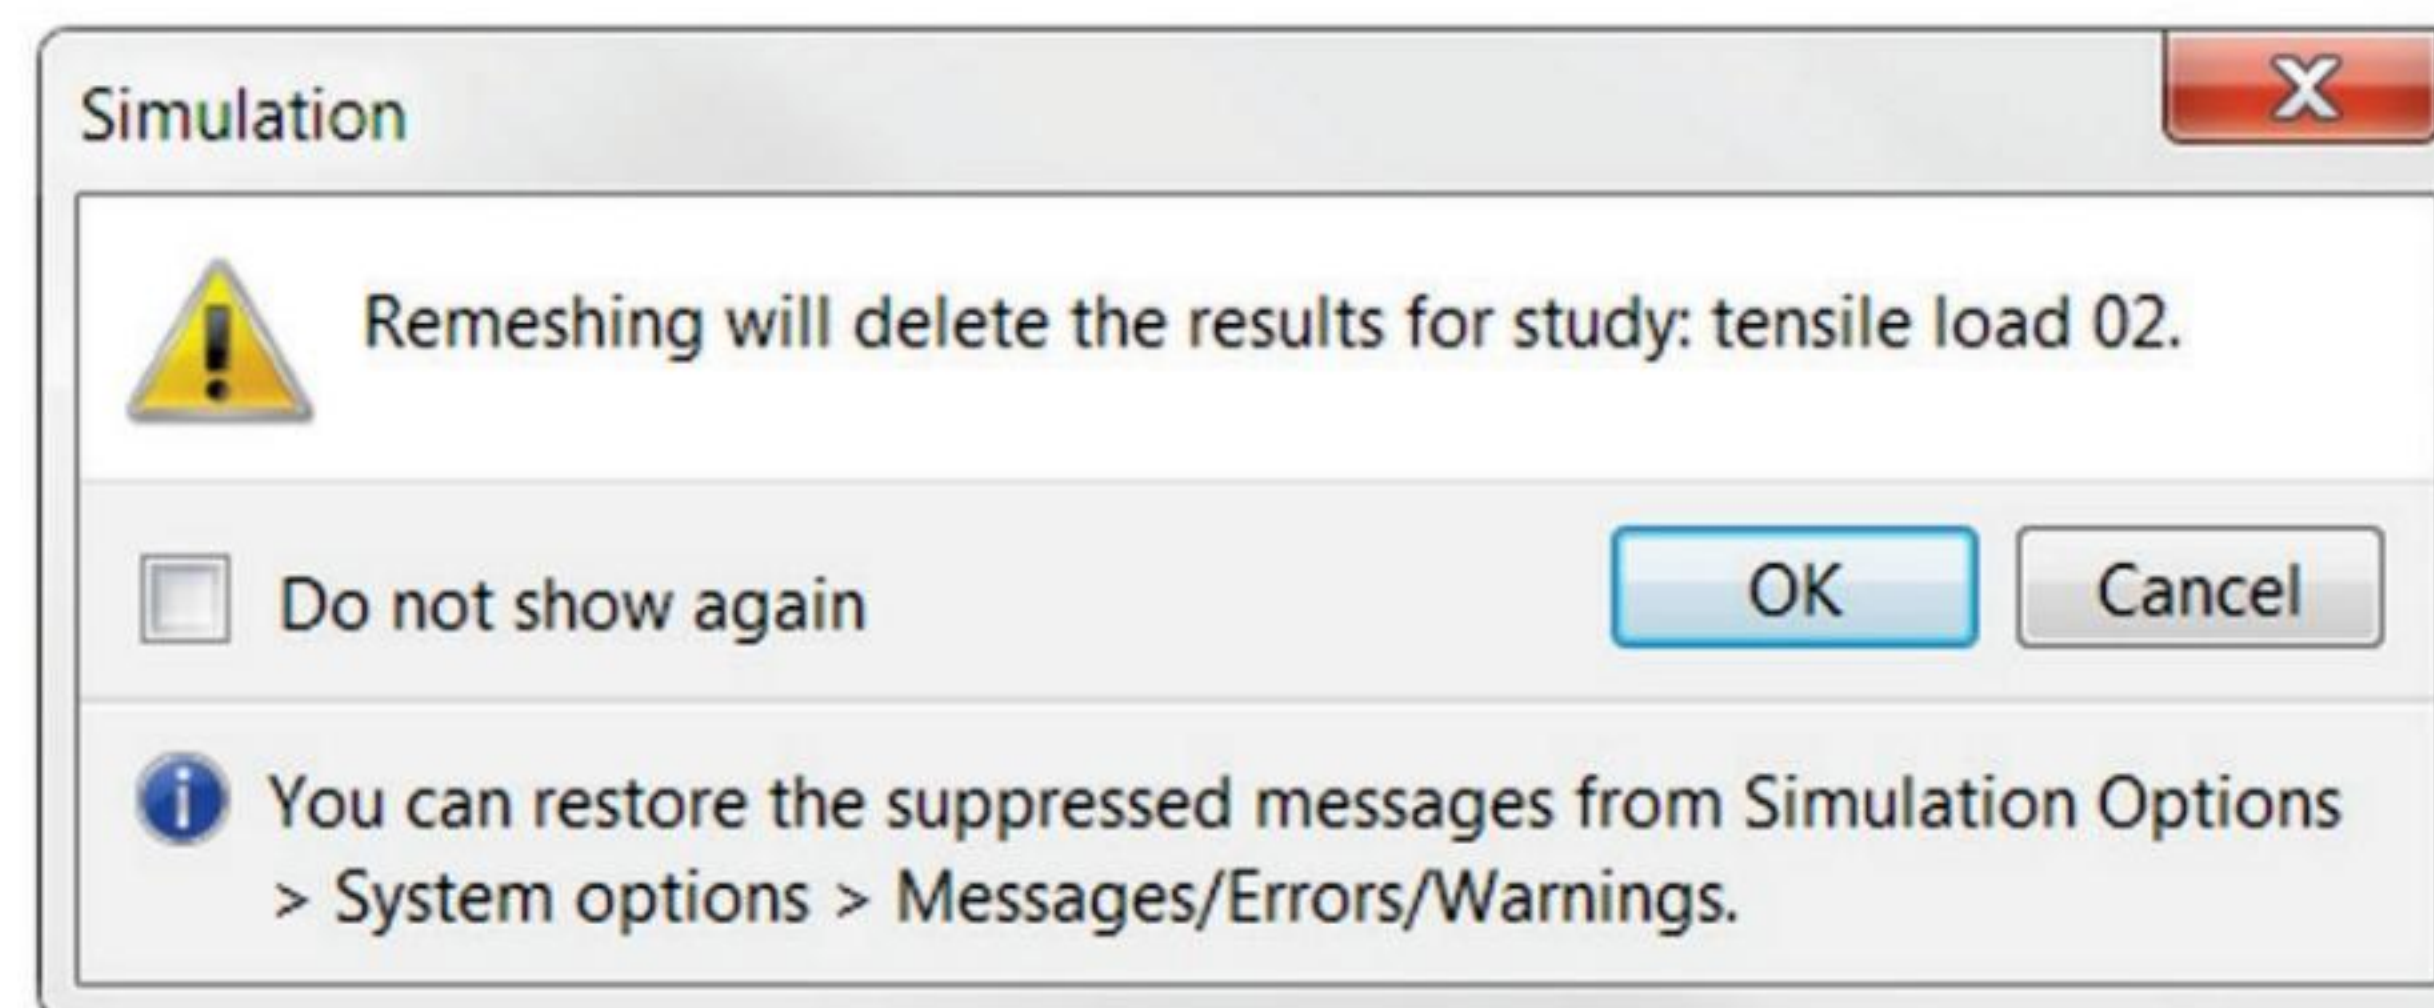 Simulation
Remeshing will delete the results for study: tensile load 02.
Do not show again
OK
Cancel
You can restore the suppressed messages from Simulation Options
> System options > Messages/Errors/Warnings.